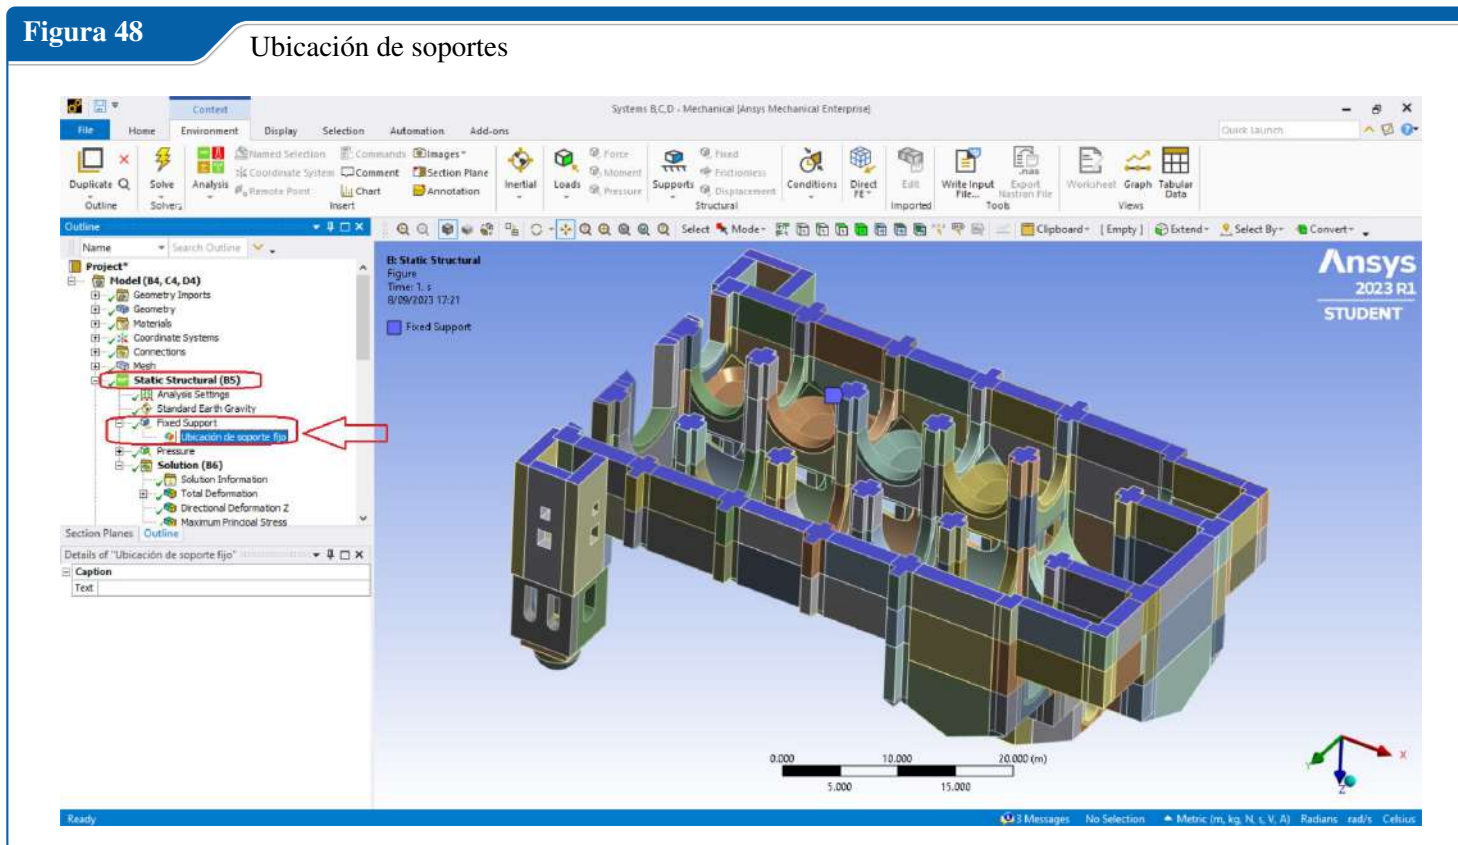 Figura 48
Ubicación de soportes
Context
Systems B,C,D - Mechanical [Ansys Mechanical Enterprise]
File Home Environment Display Selection Automation Add-ons
Quick Launch
Named Selection Commands Images
Coordinate System Comment Section Plane
Remote Point Chart Annotation
Duplicate Q Solve Analysis
Inertial Loads Supports Conditions Direct FE Edit
Force Moment Pressure
Fixed Frictionless Displacement
Write Input File... Export Nastran File Worksheet Graph Tabular Data
.nas
Outline Solver Insert Structural Imported Tools Views
Outline
Name Search Outline
Select Mode Clipboard [Empty] Extend Select By Convert
Project*
Model (B4, C4, D4)
Geometry Imports
Geometry
Materials
Coordinate Systems
Connections
Mesh
Static Structural (B5)
Analysis Settings
Standard Earth Gravity
Fixed Support
Ubicación de soporte fijo
Pressure
Solution (B6)
Solution Information
Total Deformation
Directional Deformation Z
Maximum Principal Stress
Section Planes Outline
Details of "Ubicación de soporte fijo"
Caption
Text
B: Static Structural
Figure
Time: 1. s
8/09/2023 17:21
Fixed Support
Ansys
2023 R1
STUDENT
0.000 10.000 20.000 (m)
5.000 15.000
X
Y
Z
Ready
3 Messages No Selection Metric (m, kg, N, s, V, A) Radians rad/s Celsius